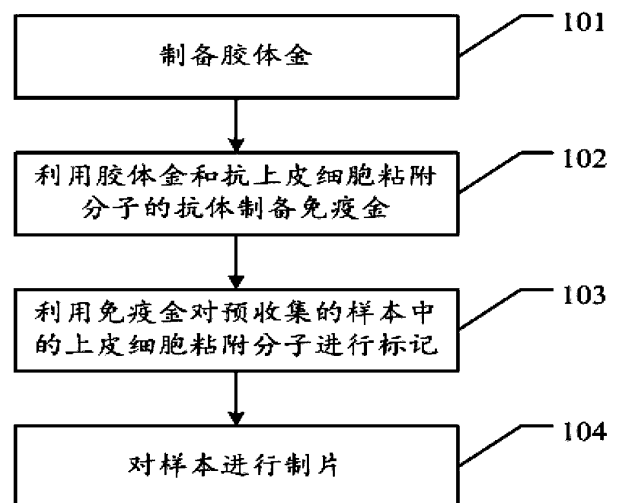 制备胶体金
101
利用胶体金和抗上皮细胞粘附
分子的抗体制备免疫金
102
利用免疫金对预收集的样本中
的上皮细胞粘附分子进行标记
103
对样本进行制片
104